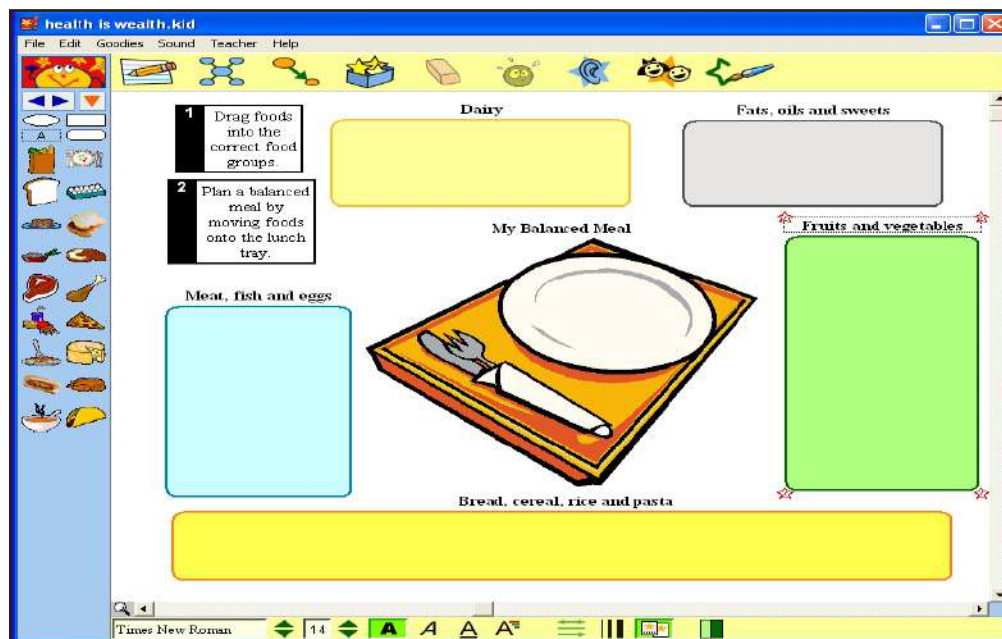 health is wealth.kid
File Edit Goodies Sound Teacher Help
1
Drag foods
into the
correct food
groups.
2
Plan a balanced
meal by
moving foods
onto the lunch
tray.
Dairy
Fats, oils and sweets
My Balanced Meal
Fruits and vegetables
Meat, fish and eggs
Bread, cereal, rice and pasta
A
Times New Roman 14 A A A A